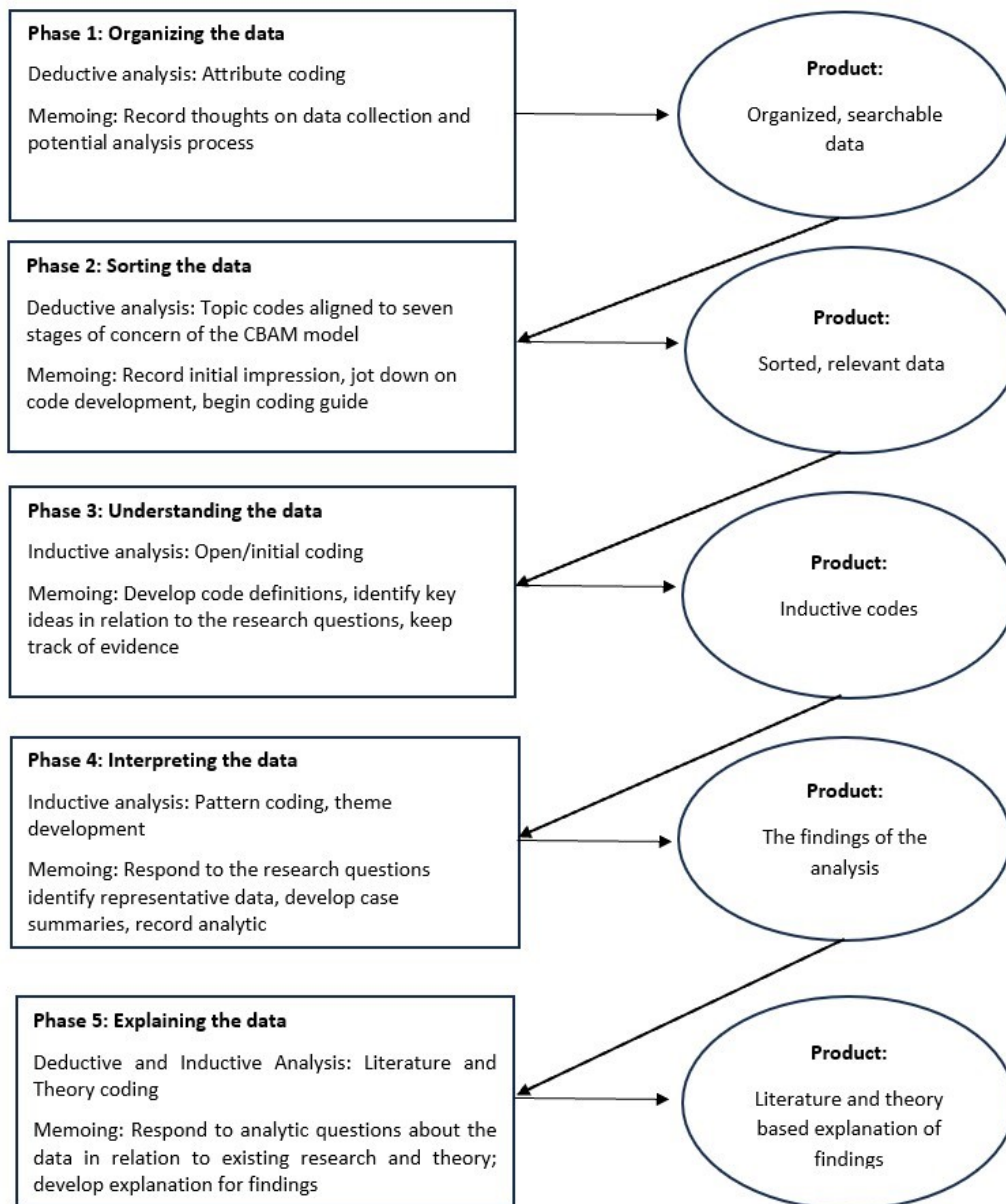 Phase 1: Organizing the data
Deductive analysis: Attribute coding
Memoing: Record thoughts on data collection and
potential analysis process
Product:
Organized, searchable
data
Phase 2: Sorting the data
Deductive analysis: Topic codes aligned to seven
stages of concern of the CBAM model
Memoing: Record initial impression, jot down on
code development, begin coding guide
Product:
Sorted, relevant data
Phase 3: Understanding the data
Inductive analysis: Open/initial coding
Memoing: Develop code definitions, identify key
ideas in relation to the research questions, keep
track of evidence
Product:
Inductive codes
Phase 4: Interpreting the data
Inductive analysis: Pattern coding, theme
development
Memoing: Respond to the research questions
identify representative data, develop case
summaries, record analytic
Product:
The findings of the
analysis
Phase 5: Explaining the data
Deductive and Inductive Analysis: Literature and
Theory coding
Memoing: Respond to analytic questions about the
data in relation to existing research and theory;
develop explanation for findings
Product:
Literature and theory
based explanation of
findings